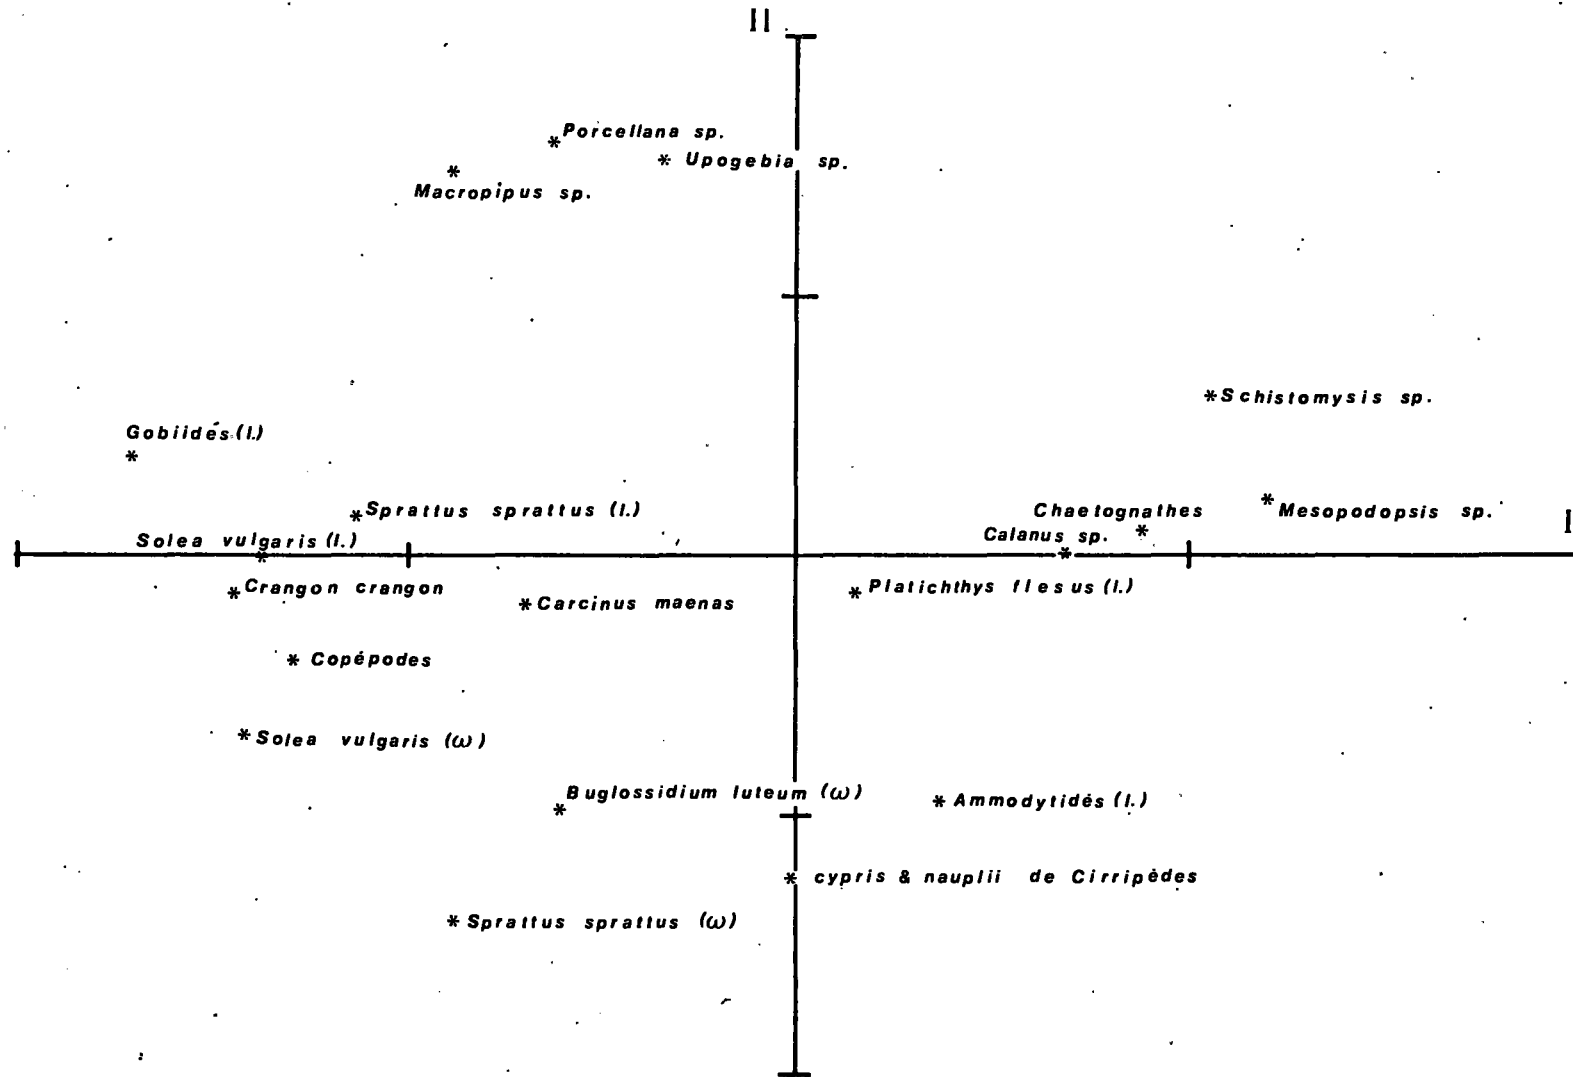 II
Porcellana sp.
Upogebia sp.
Macropipus sp.
Schistomysis sp.
Gobiidés (l.)
Sprattus sprattus (l.)
Chaetognathes
Mesopodopsis sp.
I
Solea vulgaris (l.)
Calanus sp.
Crangon crangon
Platichthys flesus (l.)
Carcinus maenas
Copépodes
Solea vulgaris (ω)
Buglossidium luteum (ω)
Ammodytidés (l.)
cypris & nauplii de Cirripèdes
Sprattus sprattus (ω)